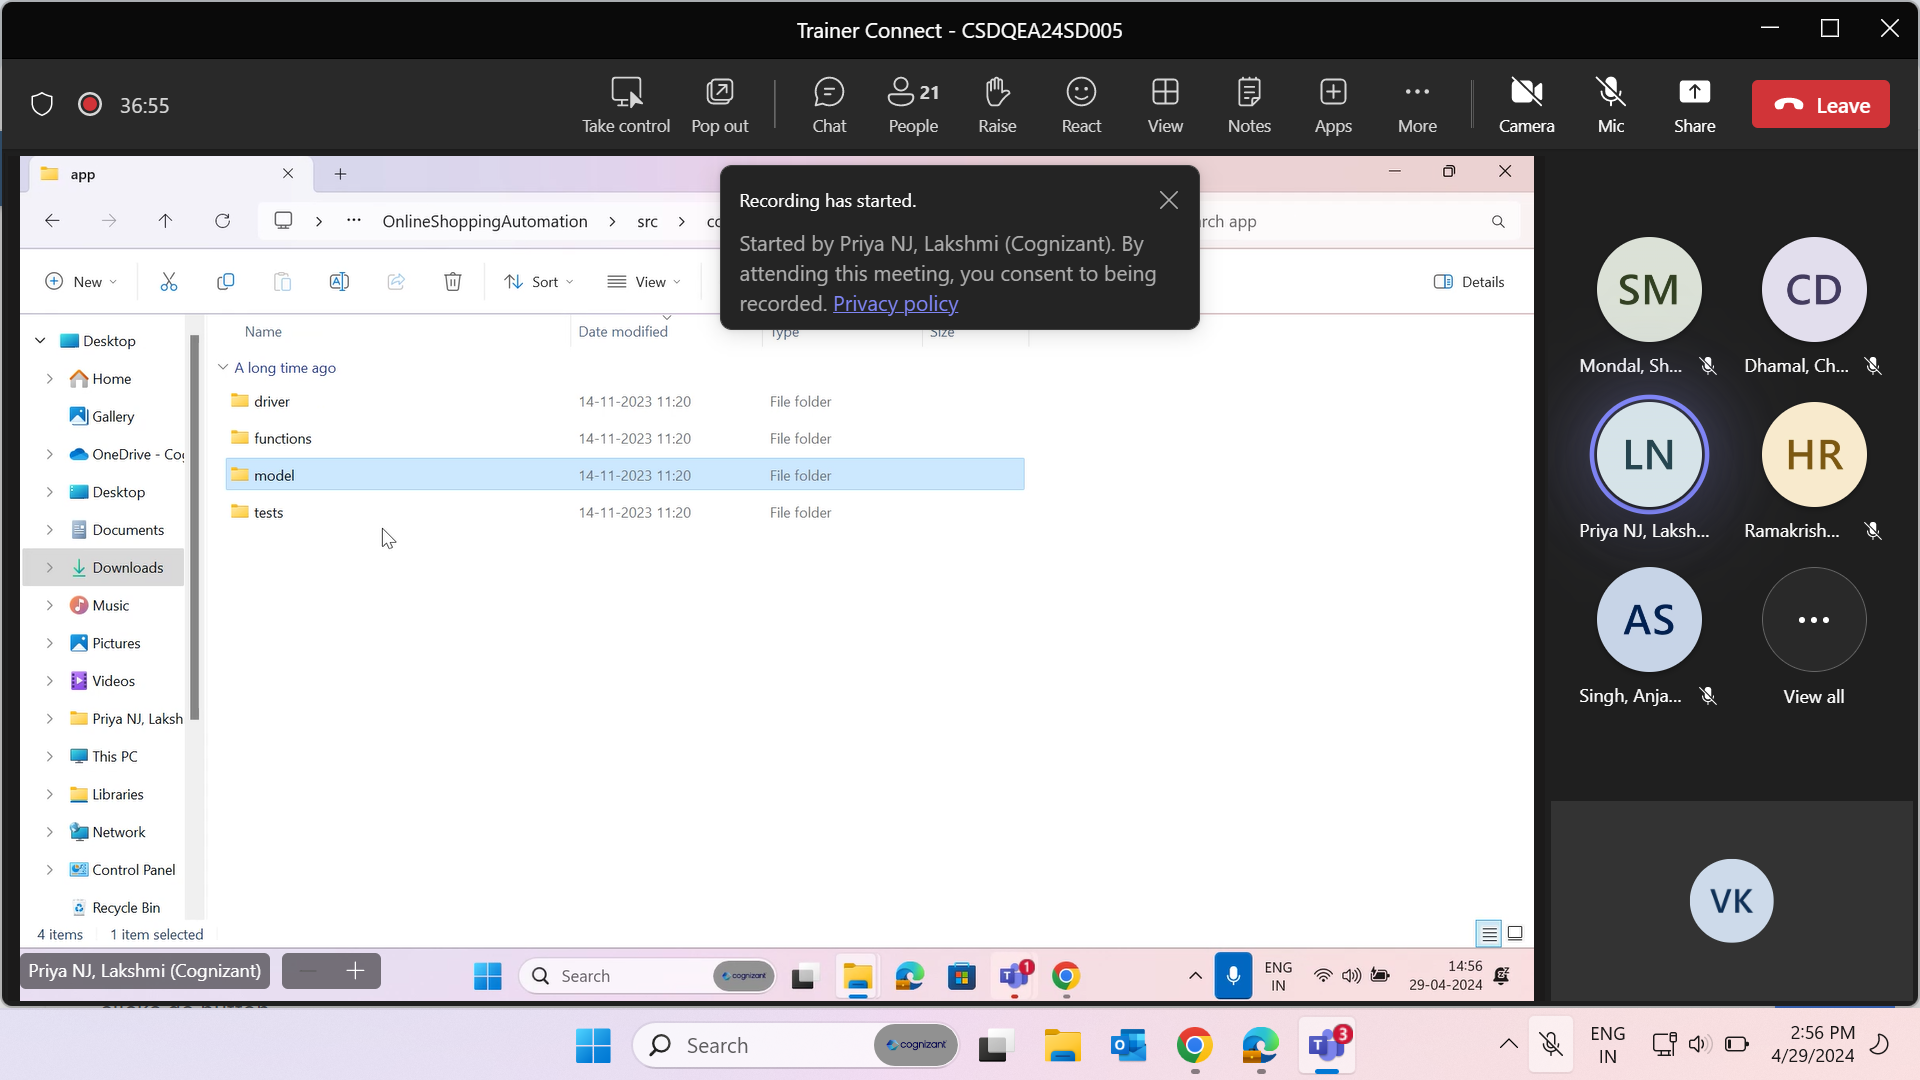 Trainer Connect - CSDQEA24SD005
36:55
Take control
Pop out
Chat
21
People
Raise
React
View
Notes
Apps
More
Camera
Mic
Share
Leave
app
OnlineShoppingAutomation
src
Recording has started.
Started by Priya NJ, Lakshmi (Cognizant). By
attending this meeting, you consent to being
recorded. Privacy policy
app
New
Sort
View
Details
Name
Date modified
Type
Size
A long time ago
driver 14-11-2023 11:20 File folder
functions 14-11-2023 11:20 File folder
model 14-11-2023 11:20 File folder
tests 14-11-2023 11:20 File folder
Desktop
Home
Gallery
OneDrive - Co
Desktop
Documents
Downloads
Music
Pictures
Videos
Priya NJ, Laksh
This PC
Libraries
Network
Control Panel
Recycle Bin
4 items
1 item selected
SM
Mondal, Sh...
CD
Dhamal, Ch...
LN
Priya NJ, Laksh...
HR
Ramakrish...
AS
Singh, Anja...
View all
VK
Priya NJ, Lakshmi (Cognizant)
Search
cognizant
1
ENG
IN
14:56
29-04-2024
Search
cognizant
3
ENG
IN
2:56 PM
4/29/2024